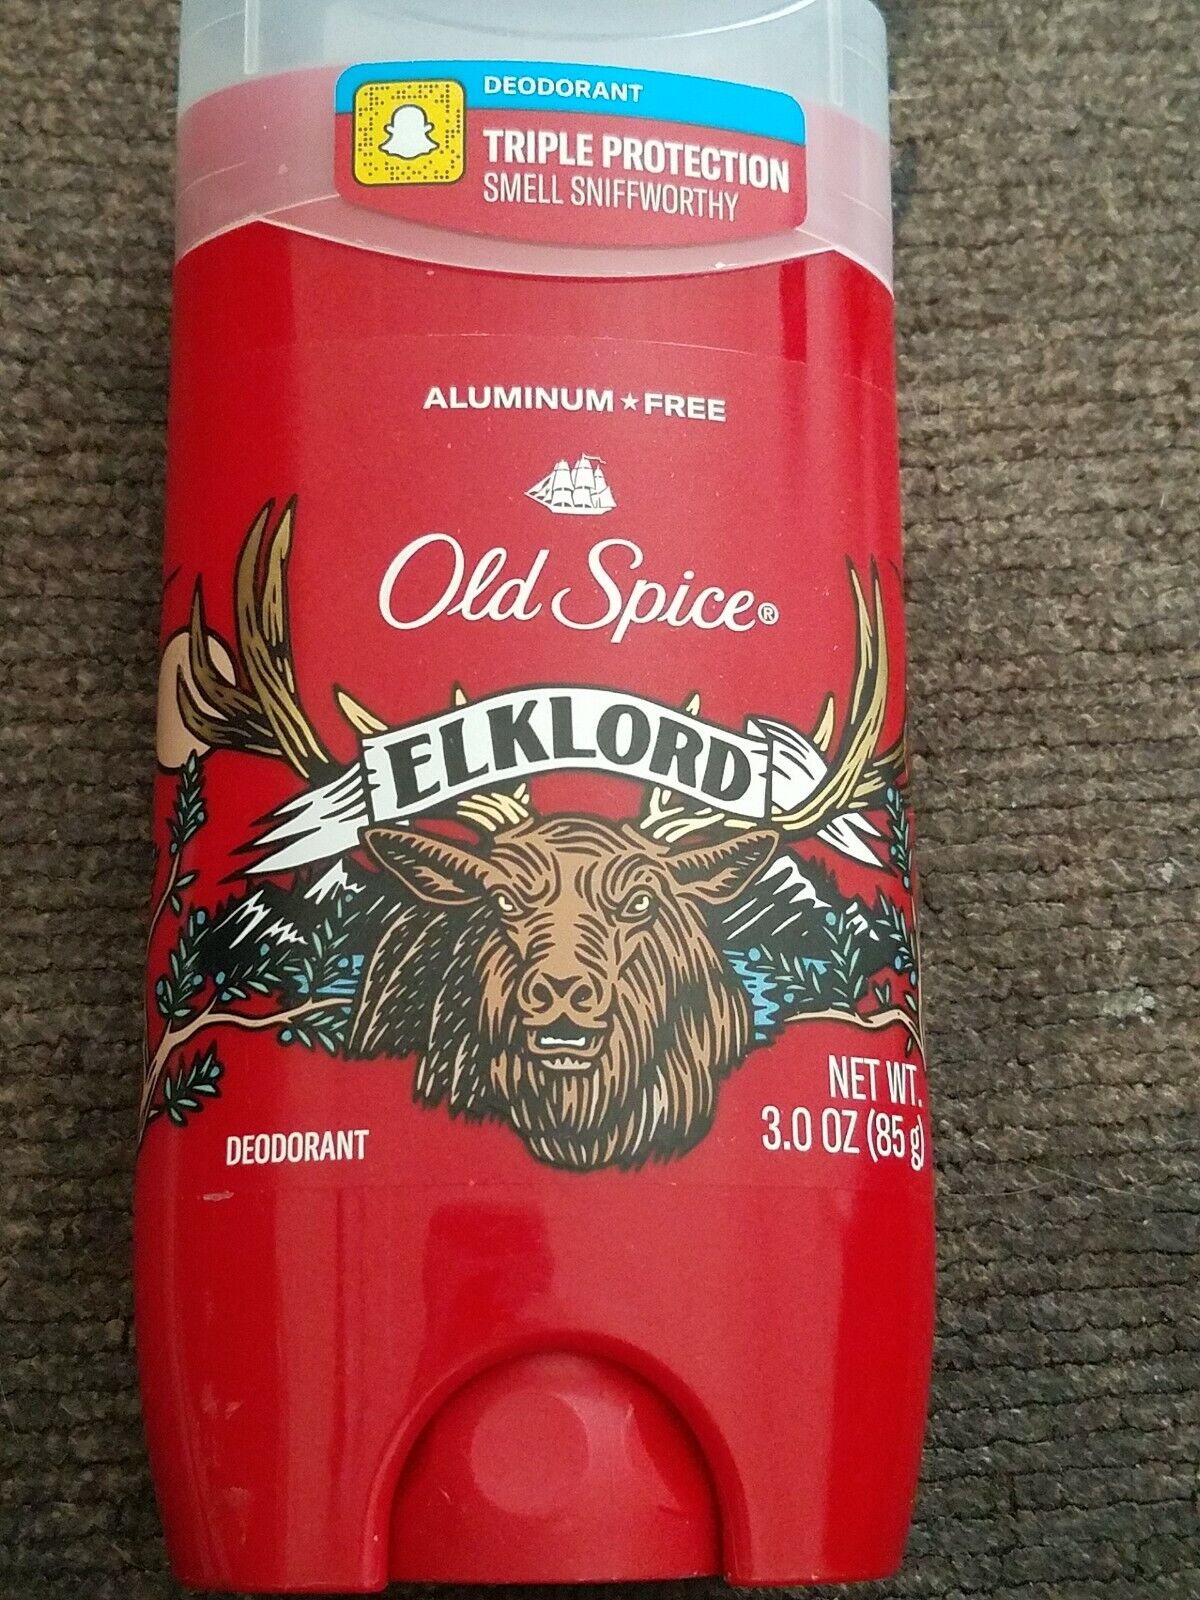 DEODORANT
TRIPLE PROTECTION
SMELL SNIFFWORTHY
ALUMINUM★FREE
Old Spice®
ELKLORD
NET WT.
3.0 OZ (85 g)
DEODORANT